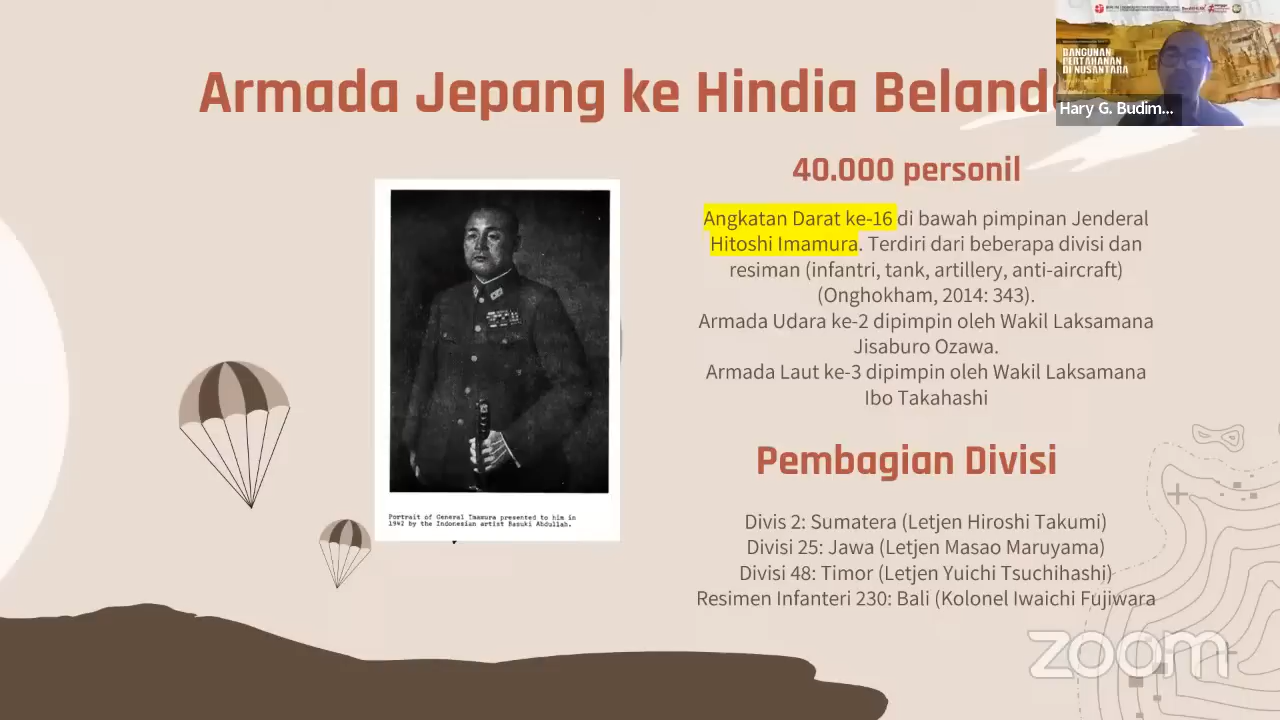 Armada Jepang ke Hindia Beland
BANGUNAN
PERTAHANAN
DI NUSANTARA
Hary G. Budim...
40.000 personil
Angkatan Darat ke-16 di bawah pimpinan Jenderal
Hitoshi Imamura. Terdiri dari beberapa divisi dan
resiman (infantri, tank, artillery, anti-aircraft)
(Onghokham, 2014: 343).
Armada Udara ke-2 dipimpin oleh Wakil Laksamana
Jisaburo Ozawa.
Armada Laut ke-3 dipimpin oleh Wakil Laksamana
Ibo Takahashi
Portrait of General Imamura presented to him in
1942 by the Indonesian artist Basuki Abdullah.
Pembagian Divisi
Divis 2: Sumatera (Letjen Hiroshi Takumi)
Divisi 25: Jawa (Letjen Masao Maruyama)
Divisi 48: Timor (Letjen Yuichi Tsuchihashi)
Resimen Infanteri 230: Bali (Kolonel Iwaichi Fujiwara
zoom